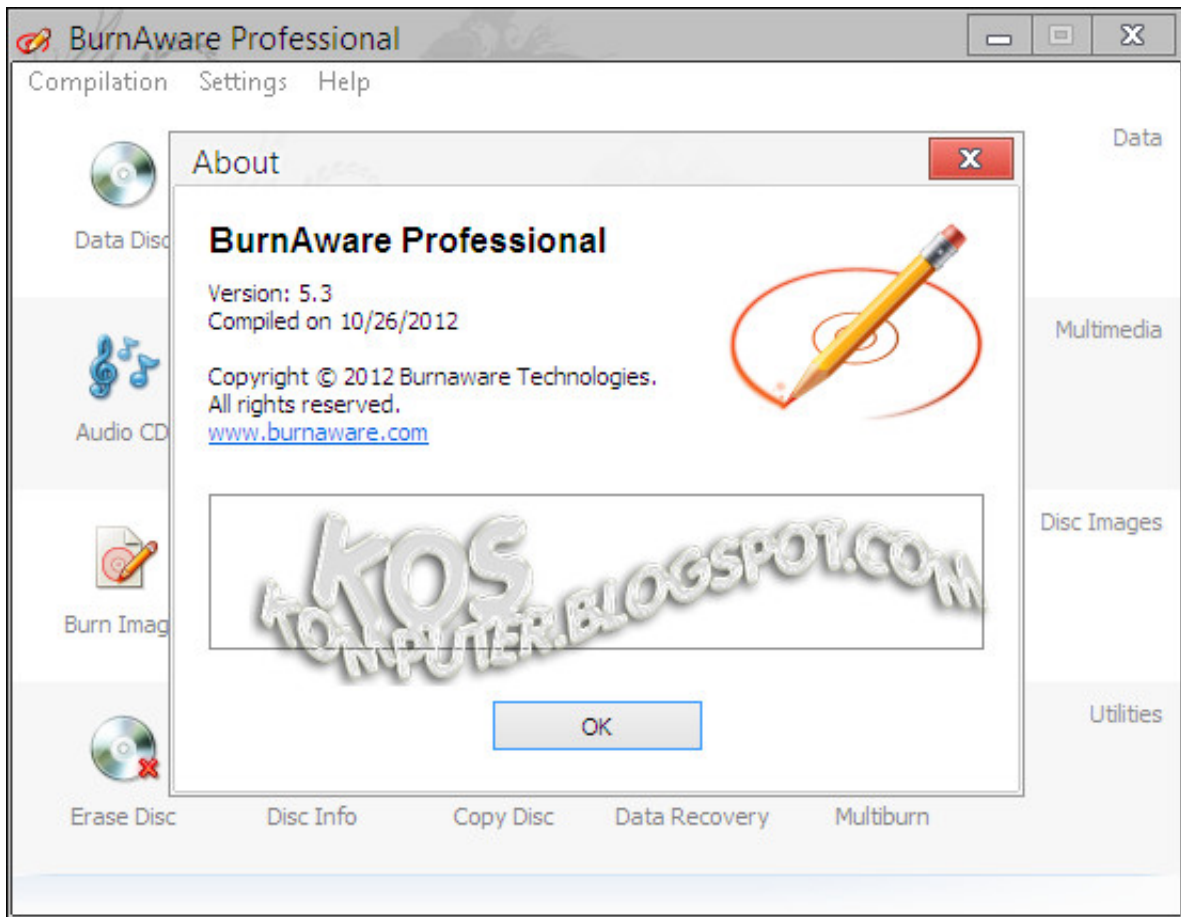 BurnAware Professional
Compilation Settings Help
Data
Data Disc
About
BurnAware Professional
Version: 5.3
Compiled on 10/26/2012
Copyright © 2012 Burnaware Technologies.
All rights reserved.
www.burnaware.com
Multimedia
Audio CD
KOS
KOMPUTER.BLOGSPOT.COM
Disc Images
Burn Imag
OK
Utilities
Erase Disc Disc Info Copy Disc Data Recovery Multiburn